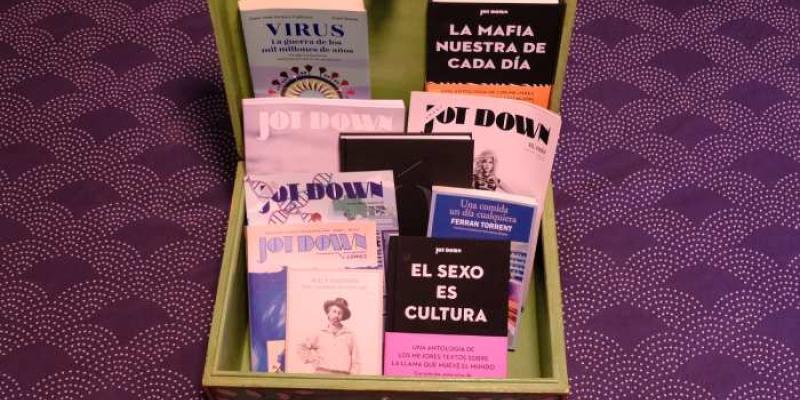 VIRUS
La guerra de los
mil millones de años
JOT DOWN
LA MAFIA
NUESTRA DE
CADA DÍA
JOT DOWN
JOT DOWN
JOT DOWN
Una comida
un día cualquiera
FERRAN TORRENT
JOT DOWN
JOT DOWN
EL SEXO
ES
CULTURA
UNA ANTOLOGÍA DE
LOS MEJORES TEXTOS SOBRE
LA LLAMA QUE MUEVE EL MUNDO